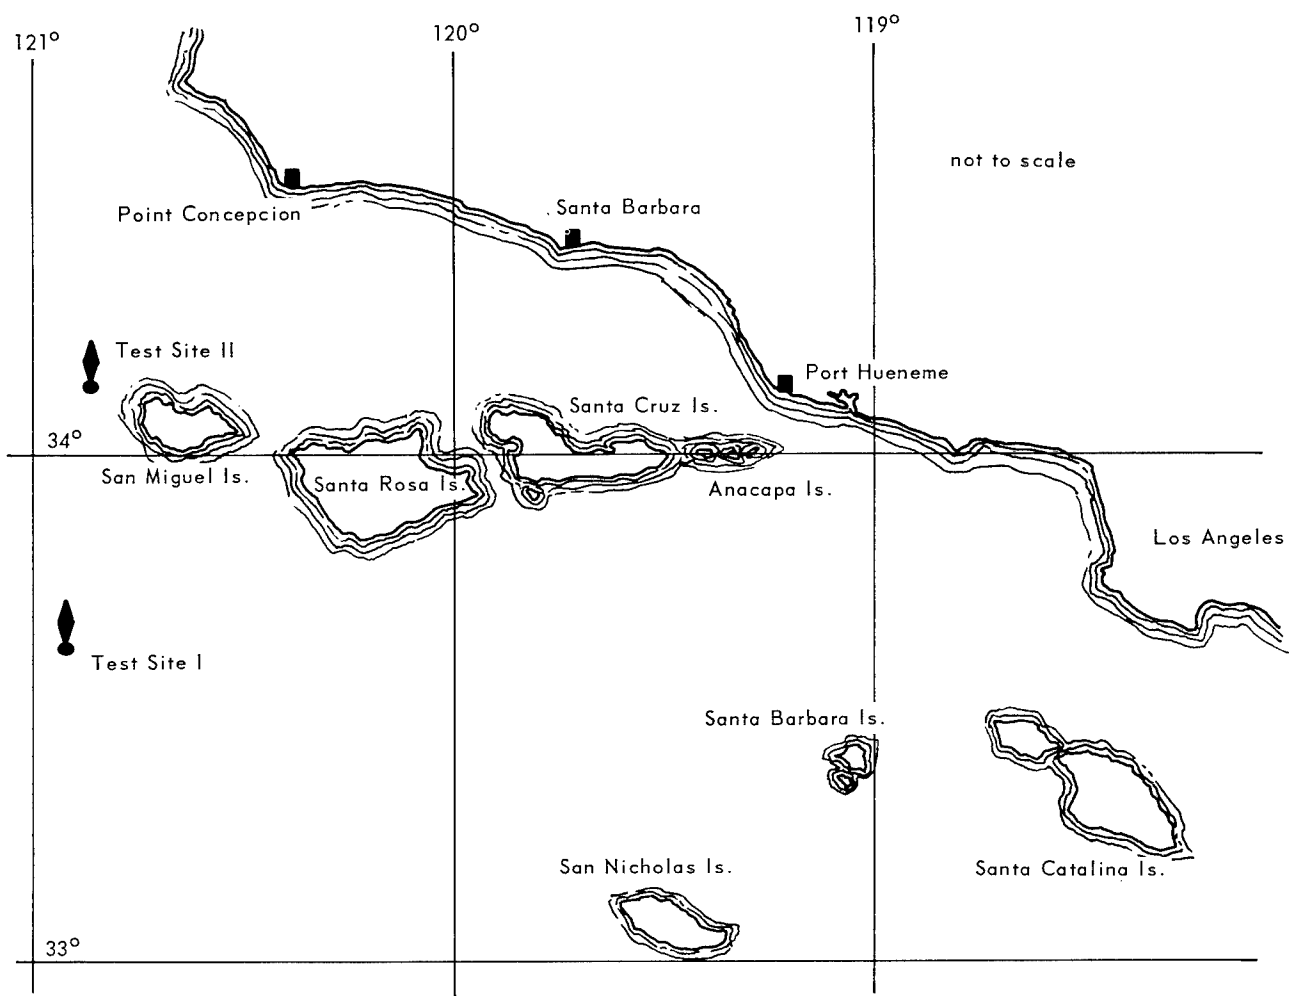 121°
120°
119°
not to scale
Point Concepcion
Santa Barbara
Test Site II
Port Hueneme
Santa Cruz Is.
34°
San Miguel Is.
Santa Rosa Is.
Anacapa Is.
Los Angeles
Test Site I
Santa Barbara Is.
San Nicholas Is.
Santa Catalina Is.
33°